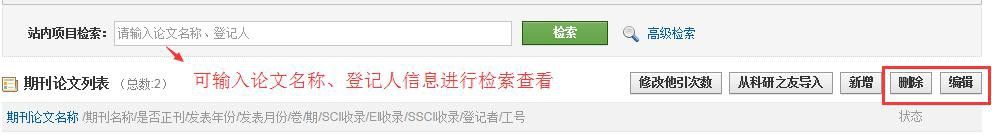 站内项目检索： 请输入论文名称、登记人 检索 高级检索
可输入论文名称、登记人信息进行检索查看
期刊论文列表 （总数:2） 修改他引次数 从科研之友导入 新增 删除 编辑
期刊论文名称 /期刊名称/是否正刊/发表年份/发表月份/卷/期/SCI收录/EI收录/SSCI收录/登记者/工号 状态